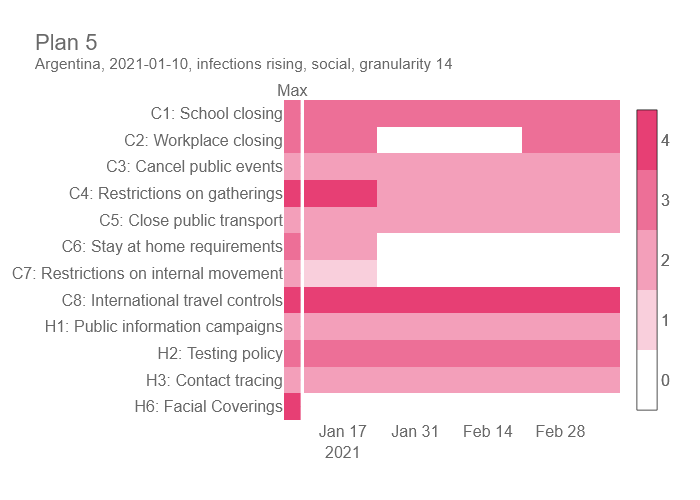 Plan 5
Argentina, 2021-01-10, infections rising, social, granularity 14
Max
C1: School closing
C2: Workplace closing
C3: Cancel public events
C4: Restrictions on gatherings
C5: Close public transport
C6: Stay at home requirements
C7: Restrictions on internal movement
C8: International travel controls
H1: Public information campaigns
H2: Testing policy
H3: Contact tracing
H6: Facial Coverings
Jan 17 Jan 31 Feb 14 Feb 28
2021
4
3
2
1
0